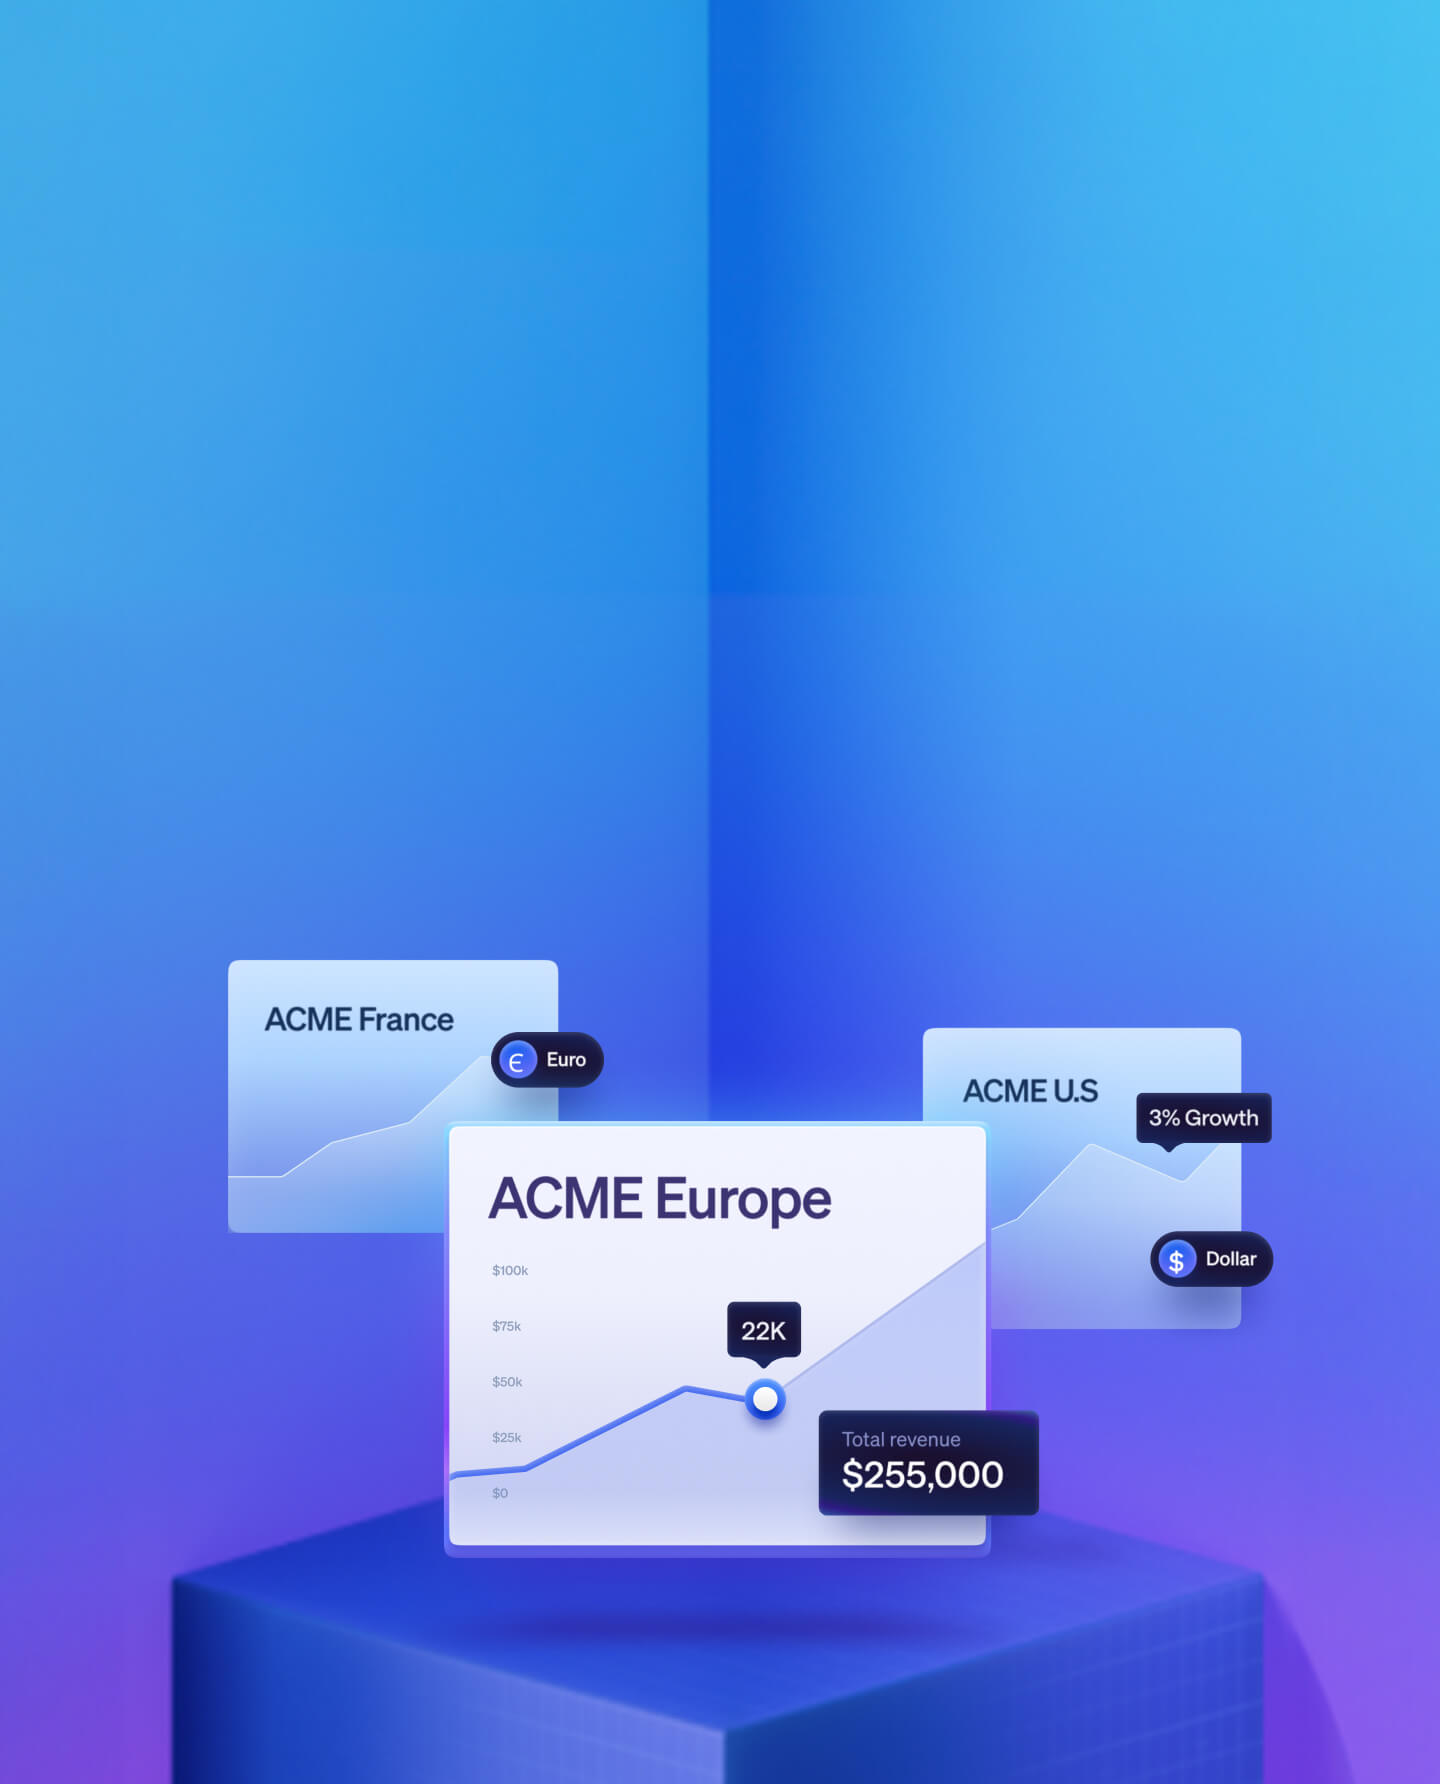 ACME France
Є Euro
ACME U.S
3% Growth
$ Dollar
ACME Europe
$100k
$75k
$50k
$25k
$0
22K
Total revenue
$255,000